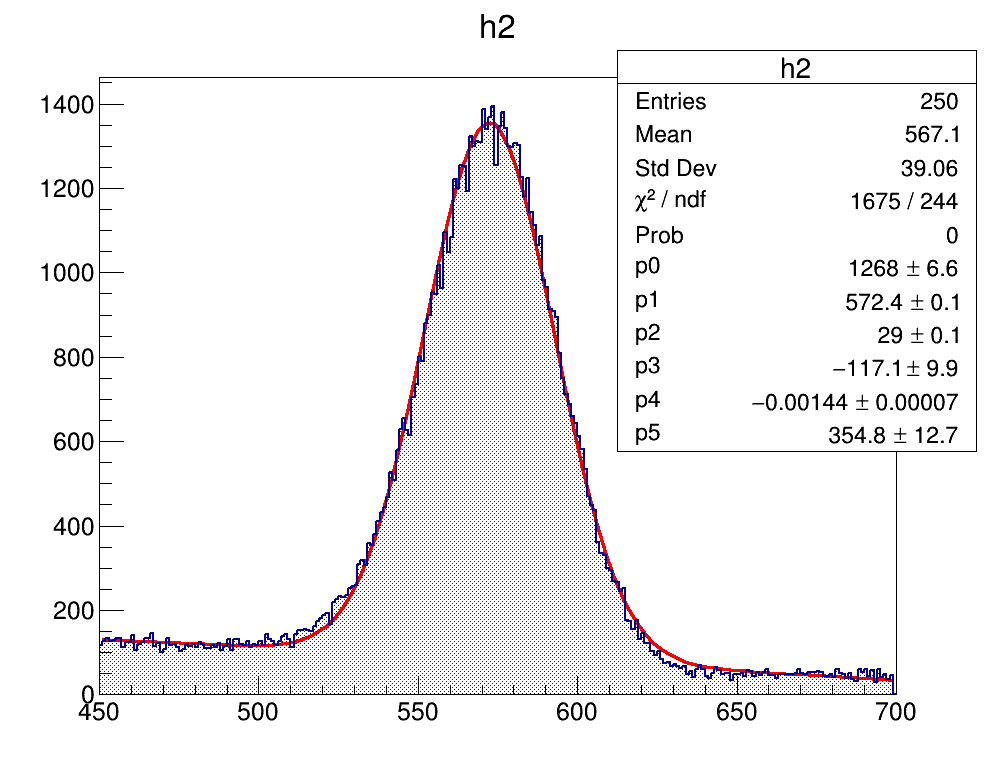 h2
h2
Entries 250
Mean 567.1
Std Dev 39.06
χ² / ndf 1675 / 244
Prob 0
p0 1268 ± 6.6
p1 572.4 ± 0.1
p2 29 ± 0.1
p3 −117.1 ± 9.9
p4 −0.00144 ± 0.00007
p5 354.8 ± 12.7
1400
1200
1000
800
600
400
200
0
450 500 550 600 650 700